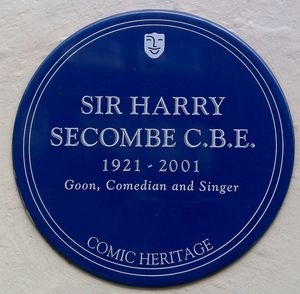 SIR HARRY
SECOMBE C.B.E.
1921 - 2001
Goon, Comedian and Singer
COMIC HERITAGE